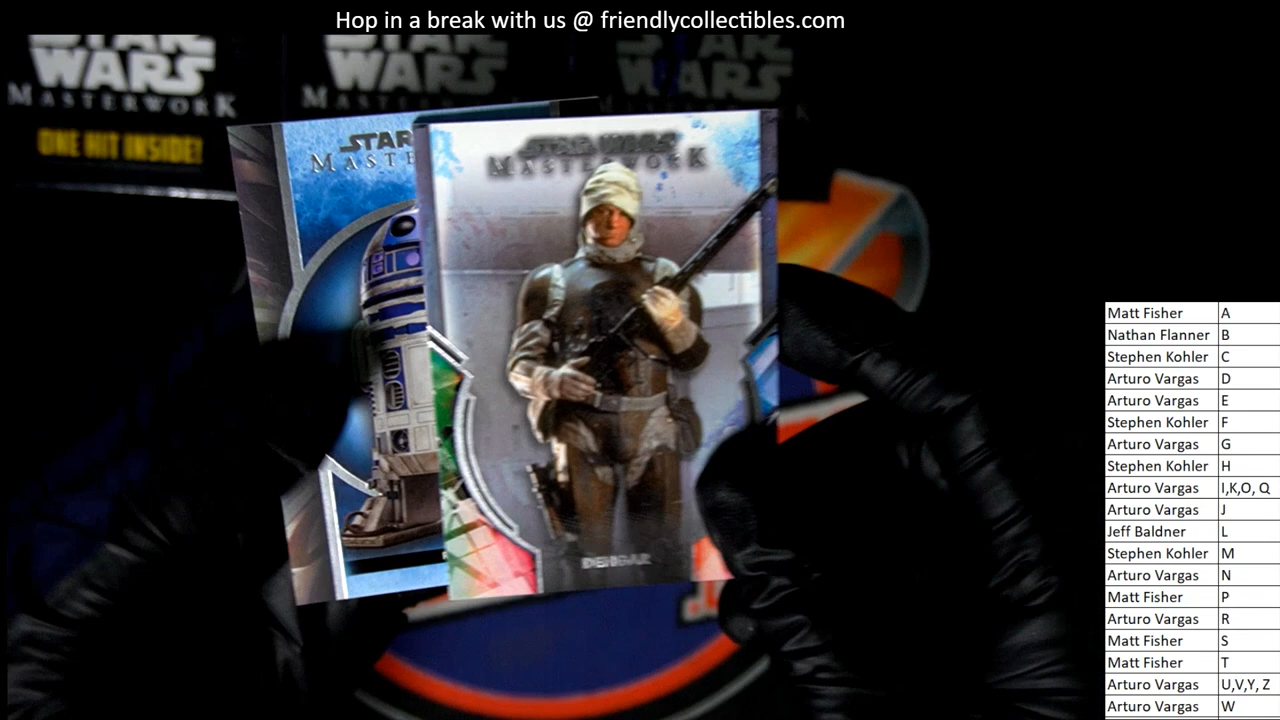 Hop in a break with us @ friendlycollectibles.com
STAR WARS
MASTERWORK
ONE HIT INSIDE!
STAR WARS
MASTERWORK
STAR WARS
MASTERWORK
STAR
MASTE
STAR WARS
MASTERWORK
DENGAR
Matt Fisher A
Nathan Flanner B
Stephen Kohler C
Arturo Vargas D
Arturo Vargas E
Stephen Kohler F
Arturo Vargas G
Stephen Kohler H
Arturo Vargas I,K,O, Q
Arturo Vargas J
Jeff Baldner L
Stephen Kohler M
Arturo Vargas N
Matt Fisher P
Arturo Vargas R
Matt Fisher S
Matt Fisher T
Arturo Vargas U,V,Y, Z
Arturo Vargas W